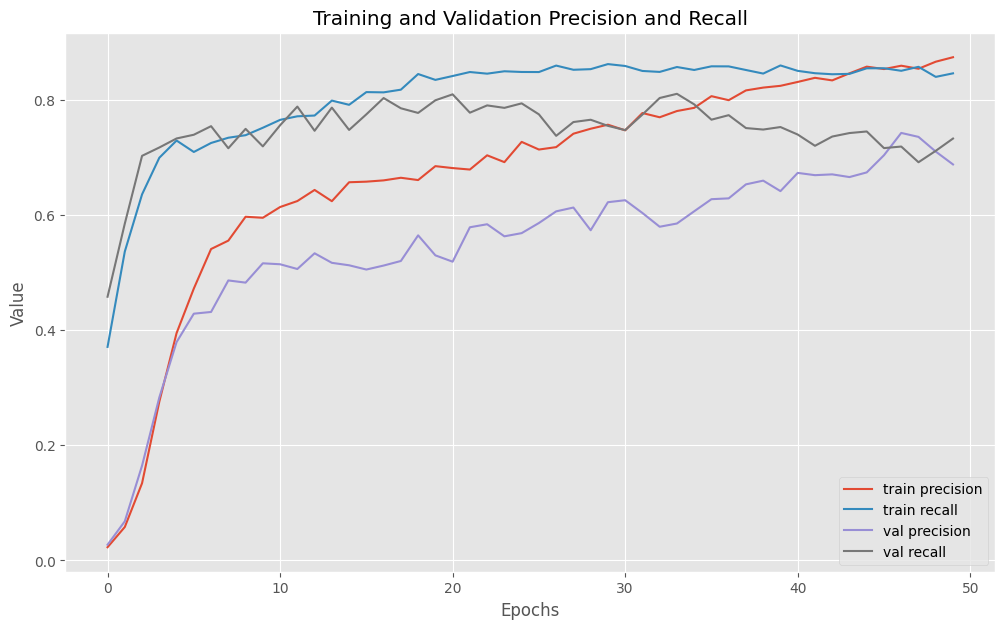 Training and Validation Precision and Recall
Value
0.8
0.6
0.4
0.2
0.0
0
10
20
30
40
50
Epochs
train precision
train recall
val precision
val recall